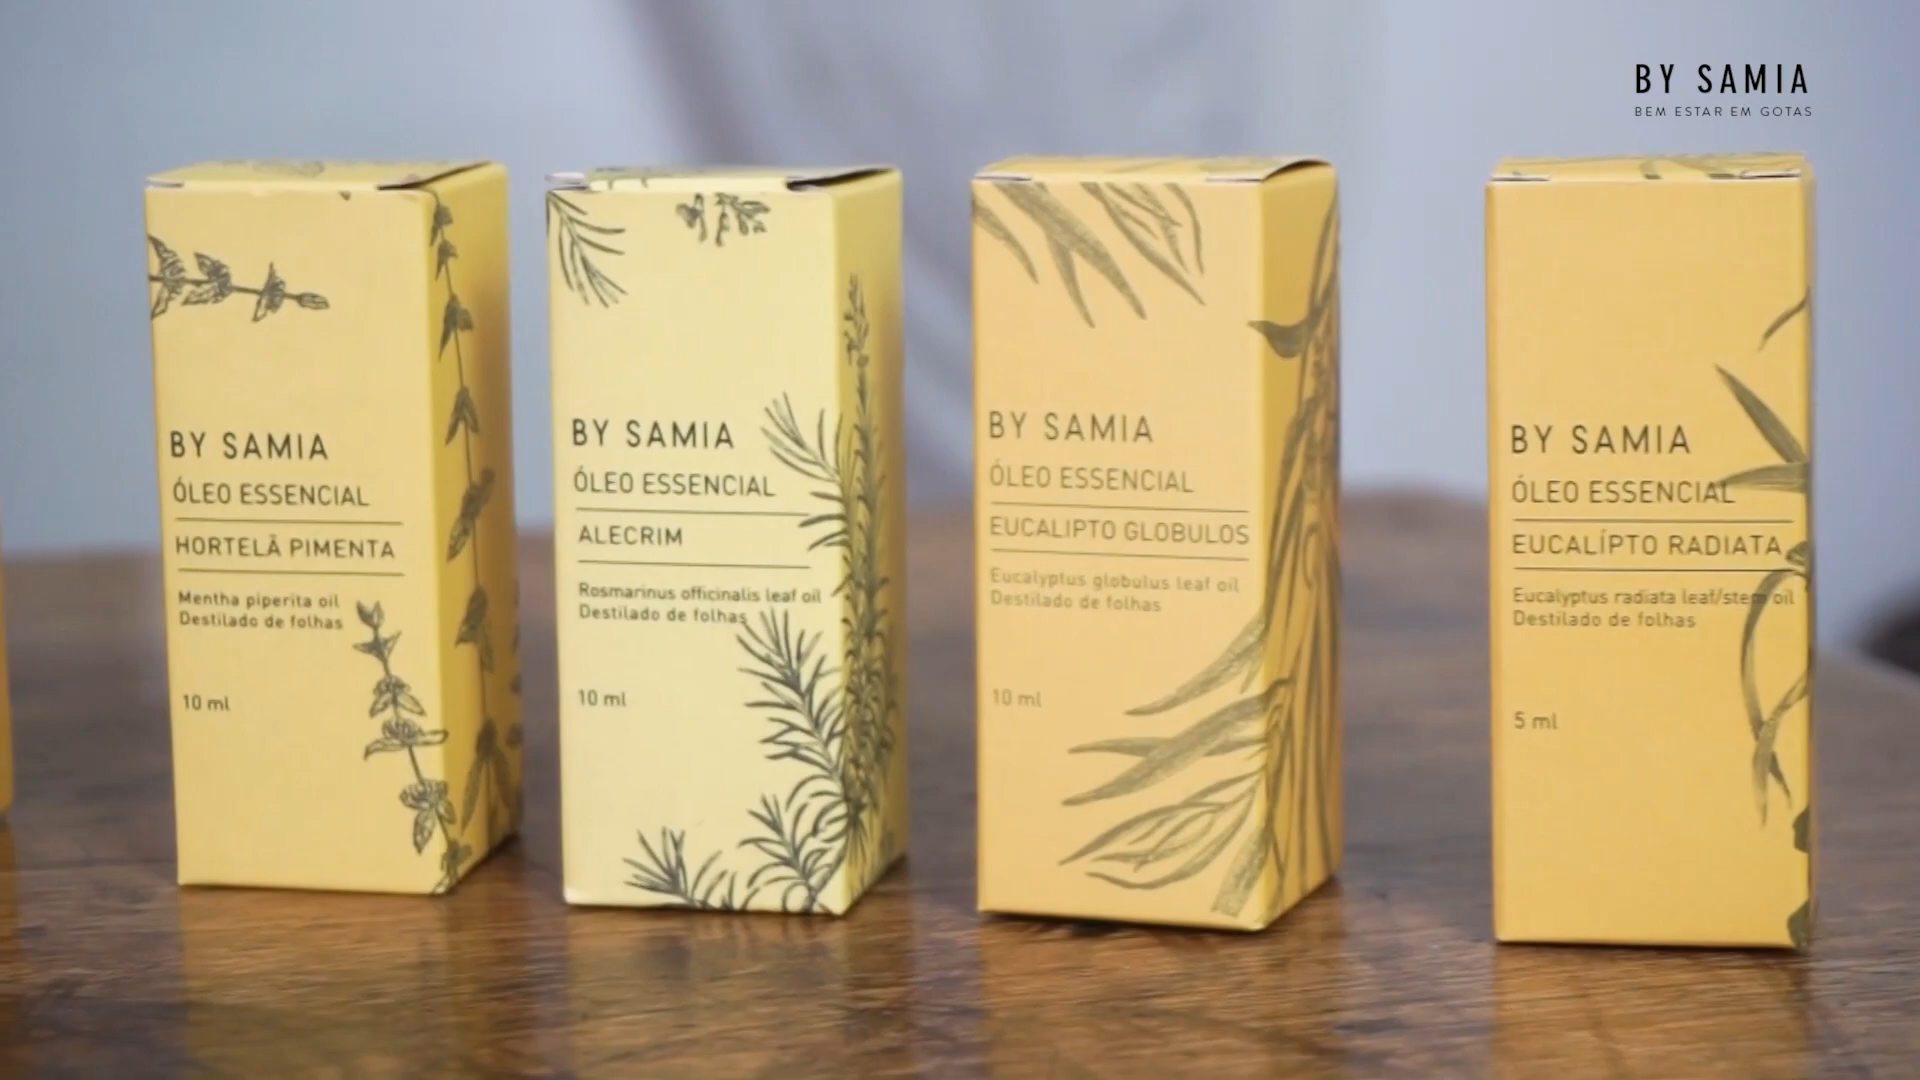 BY SAMIA
BEM ESTAR EM GOTAS
BY SAMIA
ÓLEO ESSENCIAL
HORTELÃ PIMENTA
Mentha piperita oil
Destilado de folhas
10 ml
BY SAMIA
ÓLEO ESSENCIAL
ALECRIM
Rosmarinus officinalis leaf oil
Destilado de folhas
10 ml
BY SAMIA
ÓLEO ESSENCIAL
EUCALIPTO GLOBULOS
Eucalyptus globulus leaf oil
Destilado de folhas
10 ml
BY SAMIA
ÓLEO ESSENCIAL
EUCALÍPTO RADIATA
Eucalyptus radiata leaf/stem oil
Destilado de folhas
5 ml